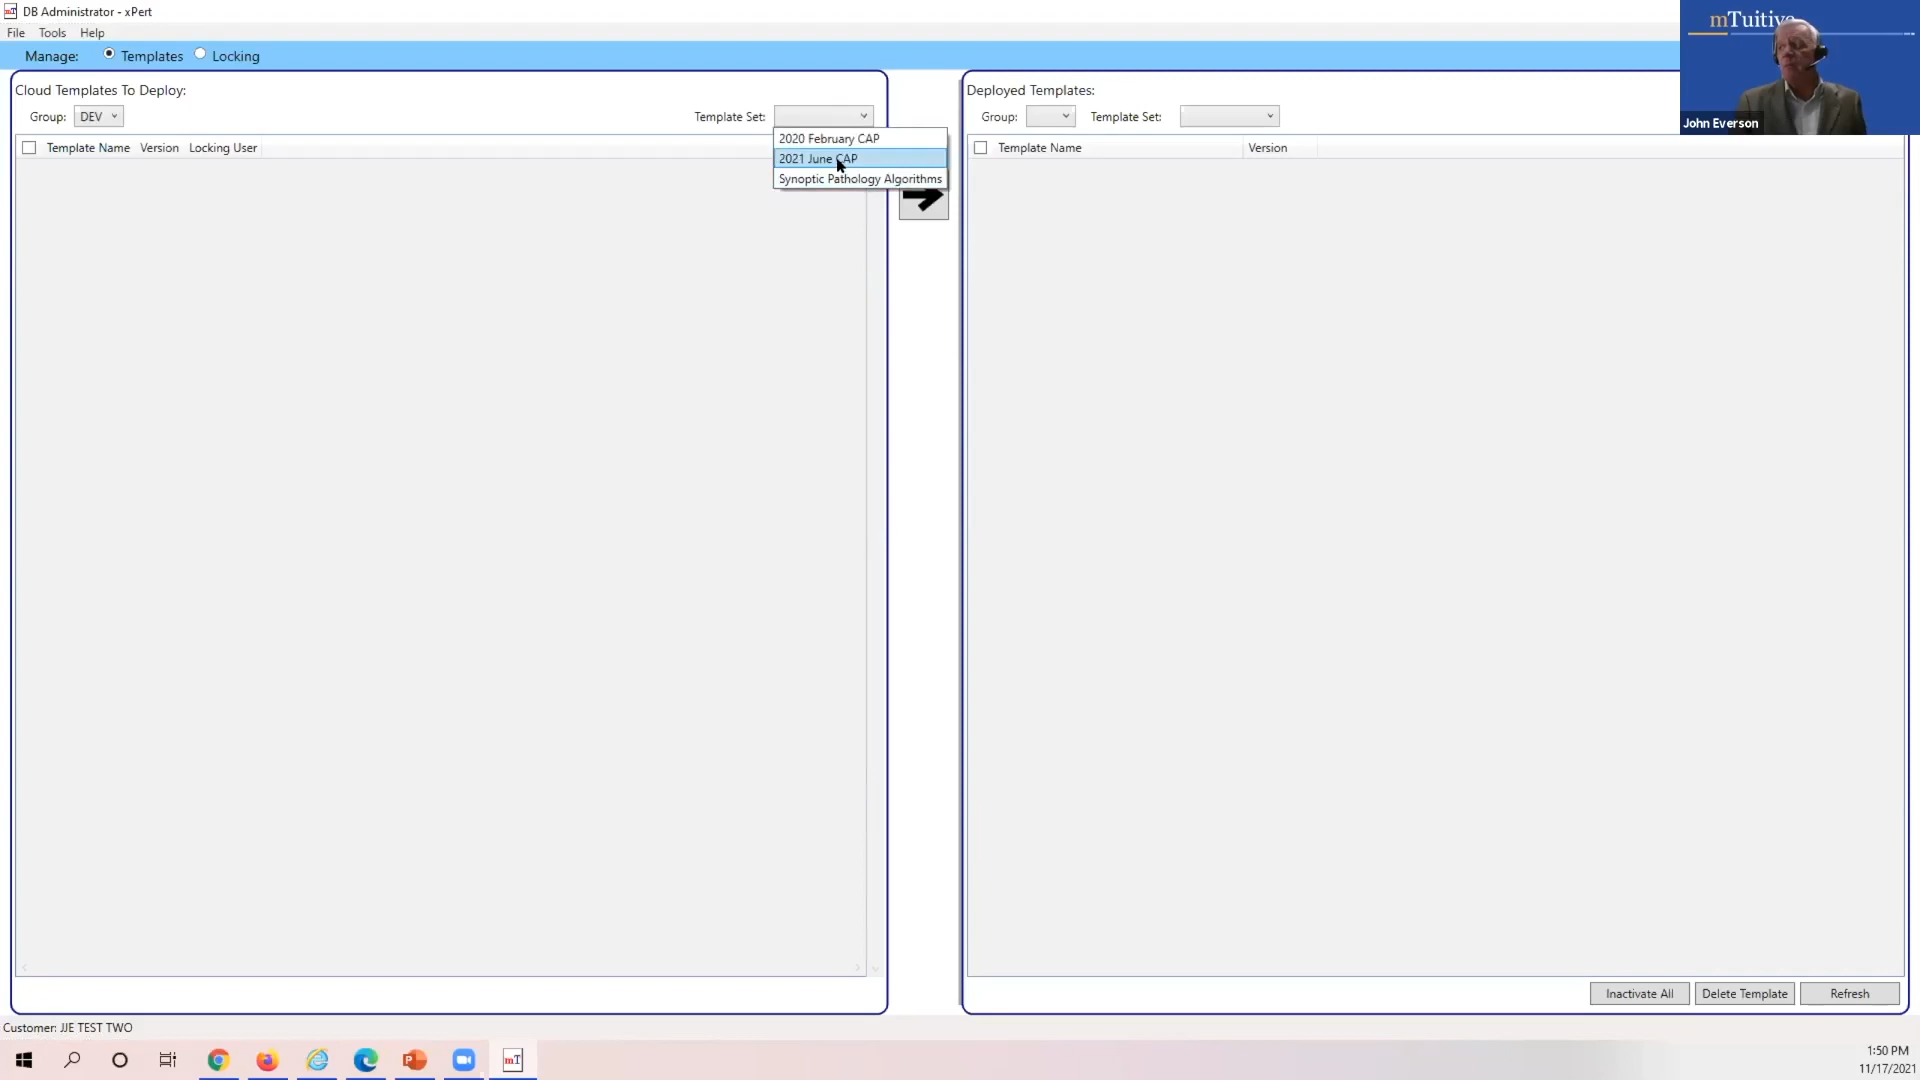 DB Administrator - xPert
File Tools Help
Manage: Templates Locking
Cloud Templates To Deploy:
Group: DEV Template Set:
2020 February CAP
2021 June CAP
Synoptic Pathology Algorithms
Template Name Version Locking User
Deployed Templates:
Group: Template Set:
Template Name Version
mTuitive
John Everson
Inactivate All Delete Template Refresh
Customer: JJE TEST TWO
mT
1:50 PM
11/17/2021